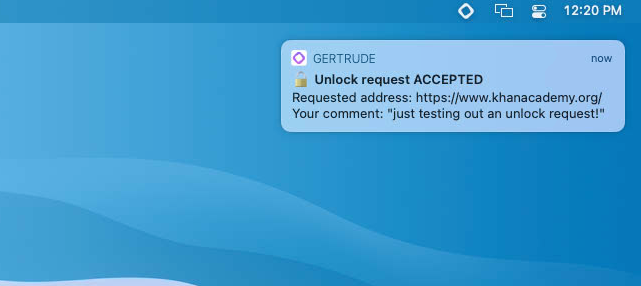 12:20 PM
GERTRUDE
now
Unlock request ACCEPTED
Requested address: https://www.khanacademy.org/
Your comment: "just testing out an unlock request!"